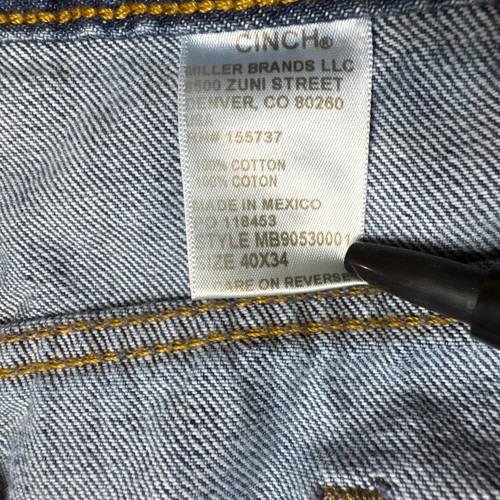 CINCH®
MILLER BRANDS LLC
8500 ZUNI STREET
DENVER, CO 80260
USA
RN# 155737
100% COTTON
100% COTON
MADE IN MEXICO
PO 118453
STYLE MB90530001
SIZE 40X34
CARE ON REVERSE